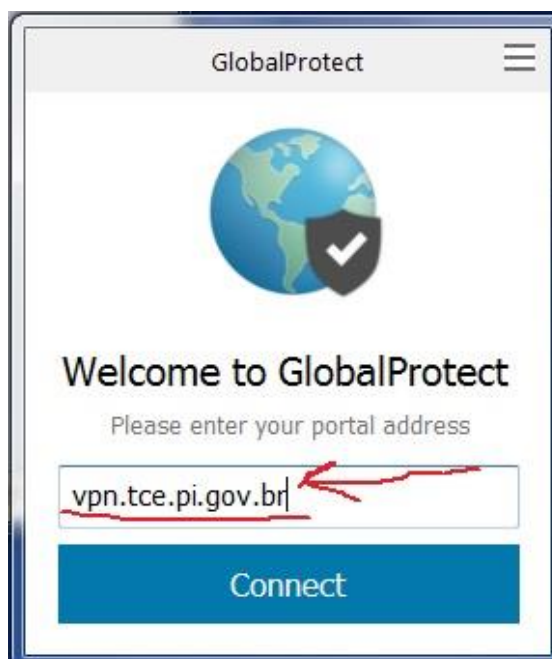 GlobalProtect
Welcome to GlobalProtect
Please enter your portal address
vpn.tce.pi.gov.br
Connect